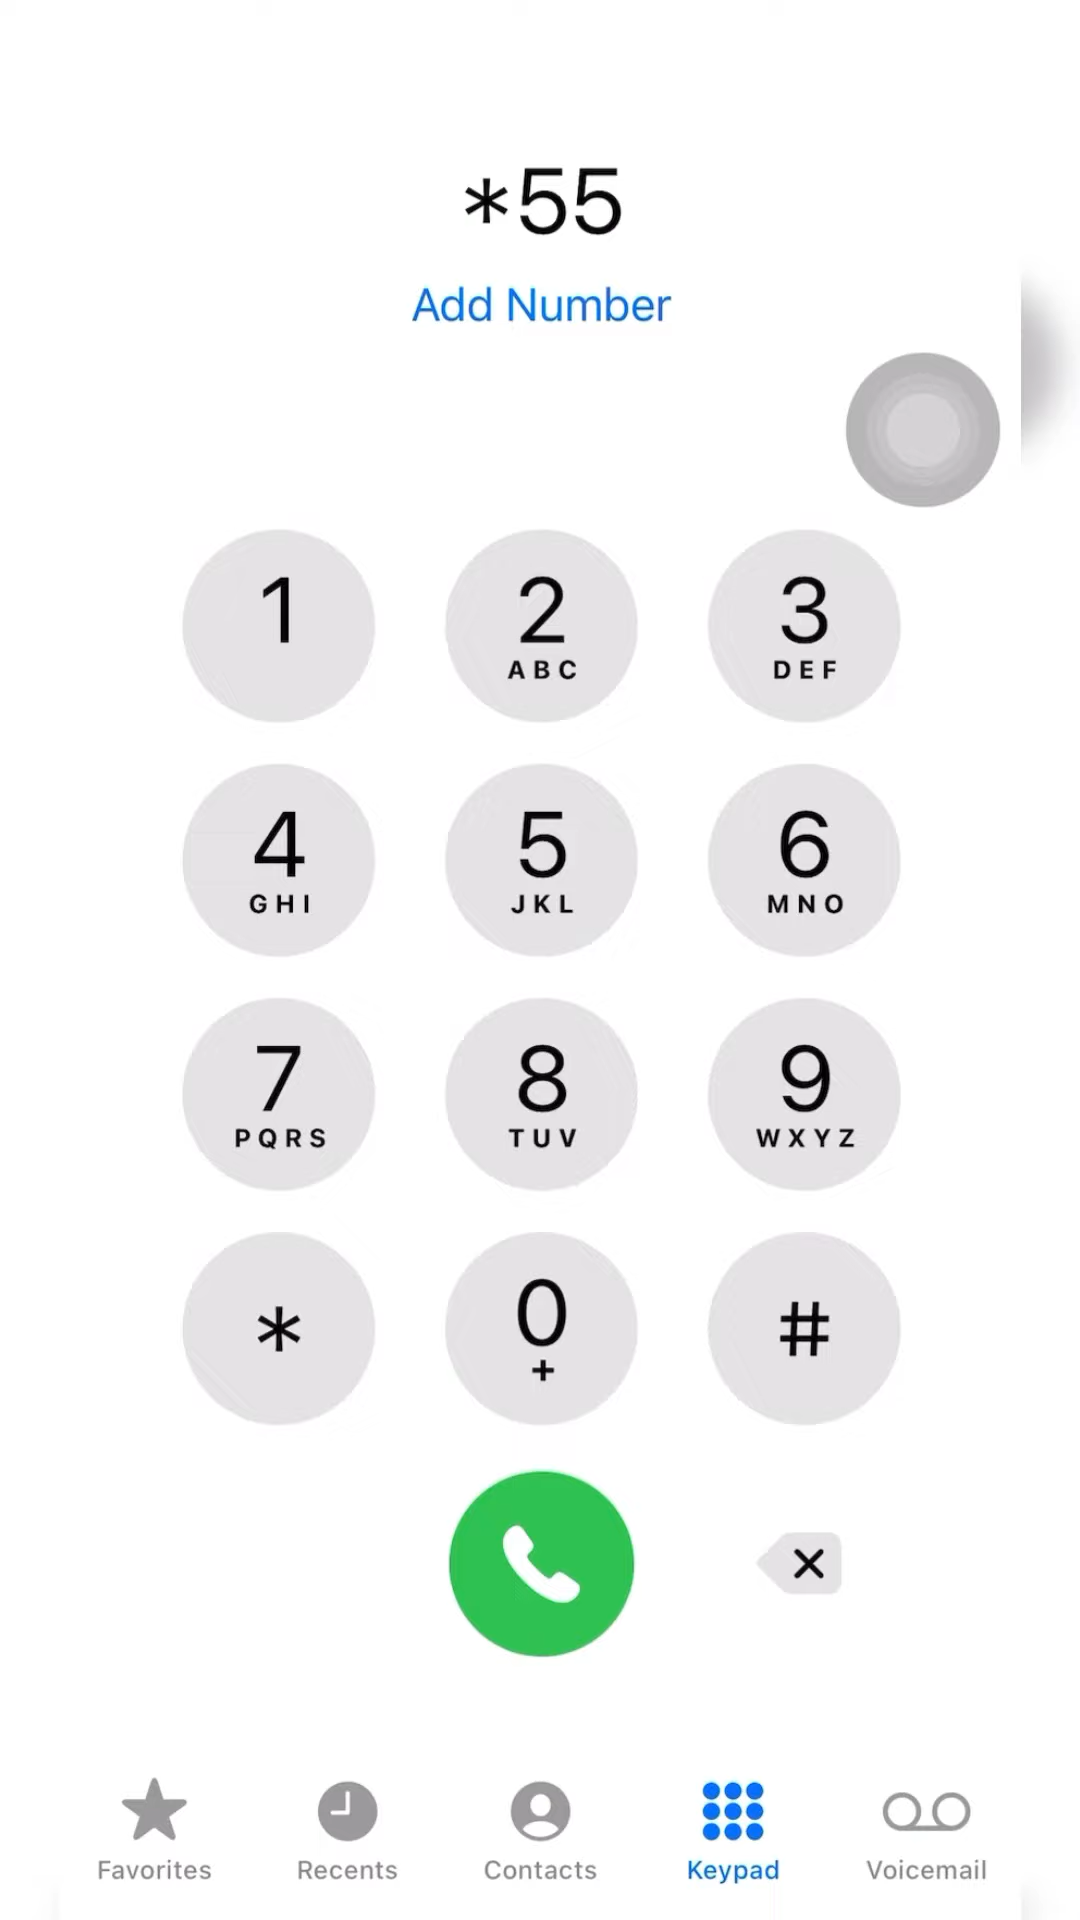 *55
Add Number
1 2 3
ABC DEF
4 5 6
GHI JKL MNO
7 8 9
PQRS TUV WXYZ
* 0 #
+
Favorites Recents Contacts Keypad Voicemail